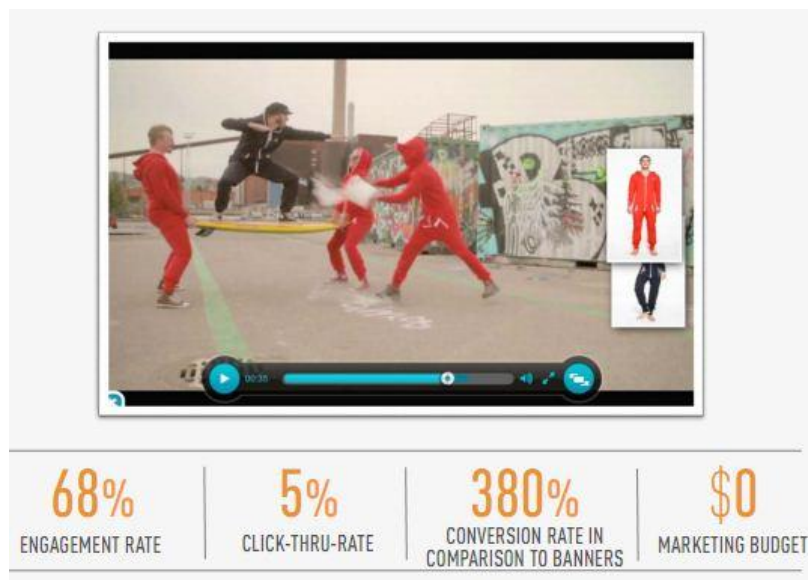 00:35
68%
5%
380%
$0
ENGAGEMENT RATE
CLICK-THRU-RATE
CONVERSION RATE IN
COMPARISON TO BANNERS
MARKETING BUDGET